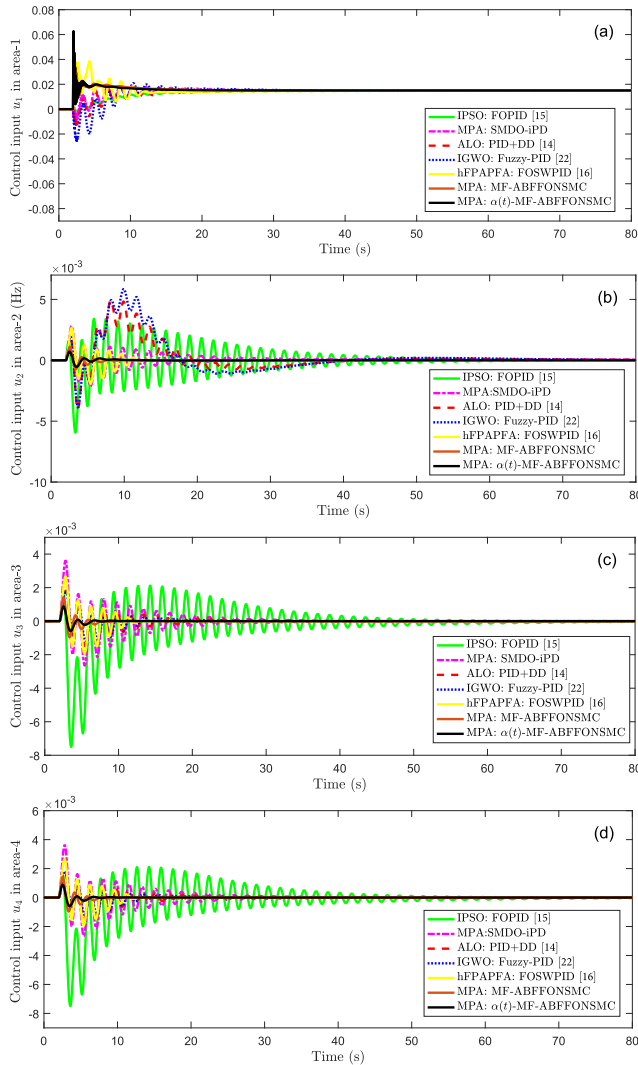 (a)
Control input u₁ in area-1
0.08
0.06
0.04
0.02
0
-0.02
-0.04
-0.06
-0.08
IPSO: FOPID [15]
MPA: SMDO-iPD
ALO: PID+DD [14]
IGWO: Fuzzy-PID [22]
hFPAPFA: FOSWPID [16]
MPA: MF-ABFFONSMC
MPA: α(t)-MF-ABFFONSMC
0 10 20 30 40 50 60 70 80
Time (s)
×10⁻³
(b)
Control input u₂ in area-2 (Hz)
5
0
-5
-10
IPSO: FOPID [15]
MPA:SMDO-iPD
ALO: PID+DD [14]
IGWO: Fuzzy-PID [22]
hFPAPFA: FOSWPID [16]
MPA: MF-ABFFONSMC
MPA: α(t)-MF-ABFFONSMC
0 10 20 30 40 50 60 70 80
Time (s)
×10⁻³
(c)
Control input u₃ in area-3
4
2
0
-2
-4
-6
-8
IPSO: FOPID [15]
MPA: SMDO-iPD
ALO: PID+DD [14]
IGWO: Fuzzy-PID [22]
hFPAPFA: FOSWPID [16]
MPA: MF-ABFFONSMC
MPA: α(t)-MF-ABFFONSMC
0 10 20 30 40 50 60 70 80
Time (s)
×10⁻³
(d)
Control input u₄ in area-4
6
4
2
0
-2
-4
-6
-8
IPSO: FOPID [15]
MPA:SMDO-iPD
ALO: PID+DD [14]
IGWO: Fuzzy-PID [22]
hFPAPFA: FOSWPID [16]
MPA: MF-ABFFONSMC
MPA: α(t)-MF-ABFFONSMC
0 10 20 30 40 50 60 70 80
Time (s)